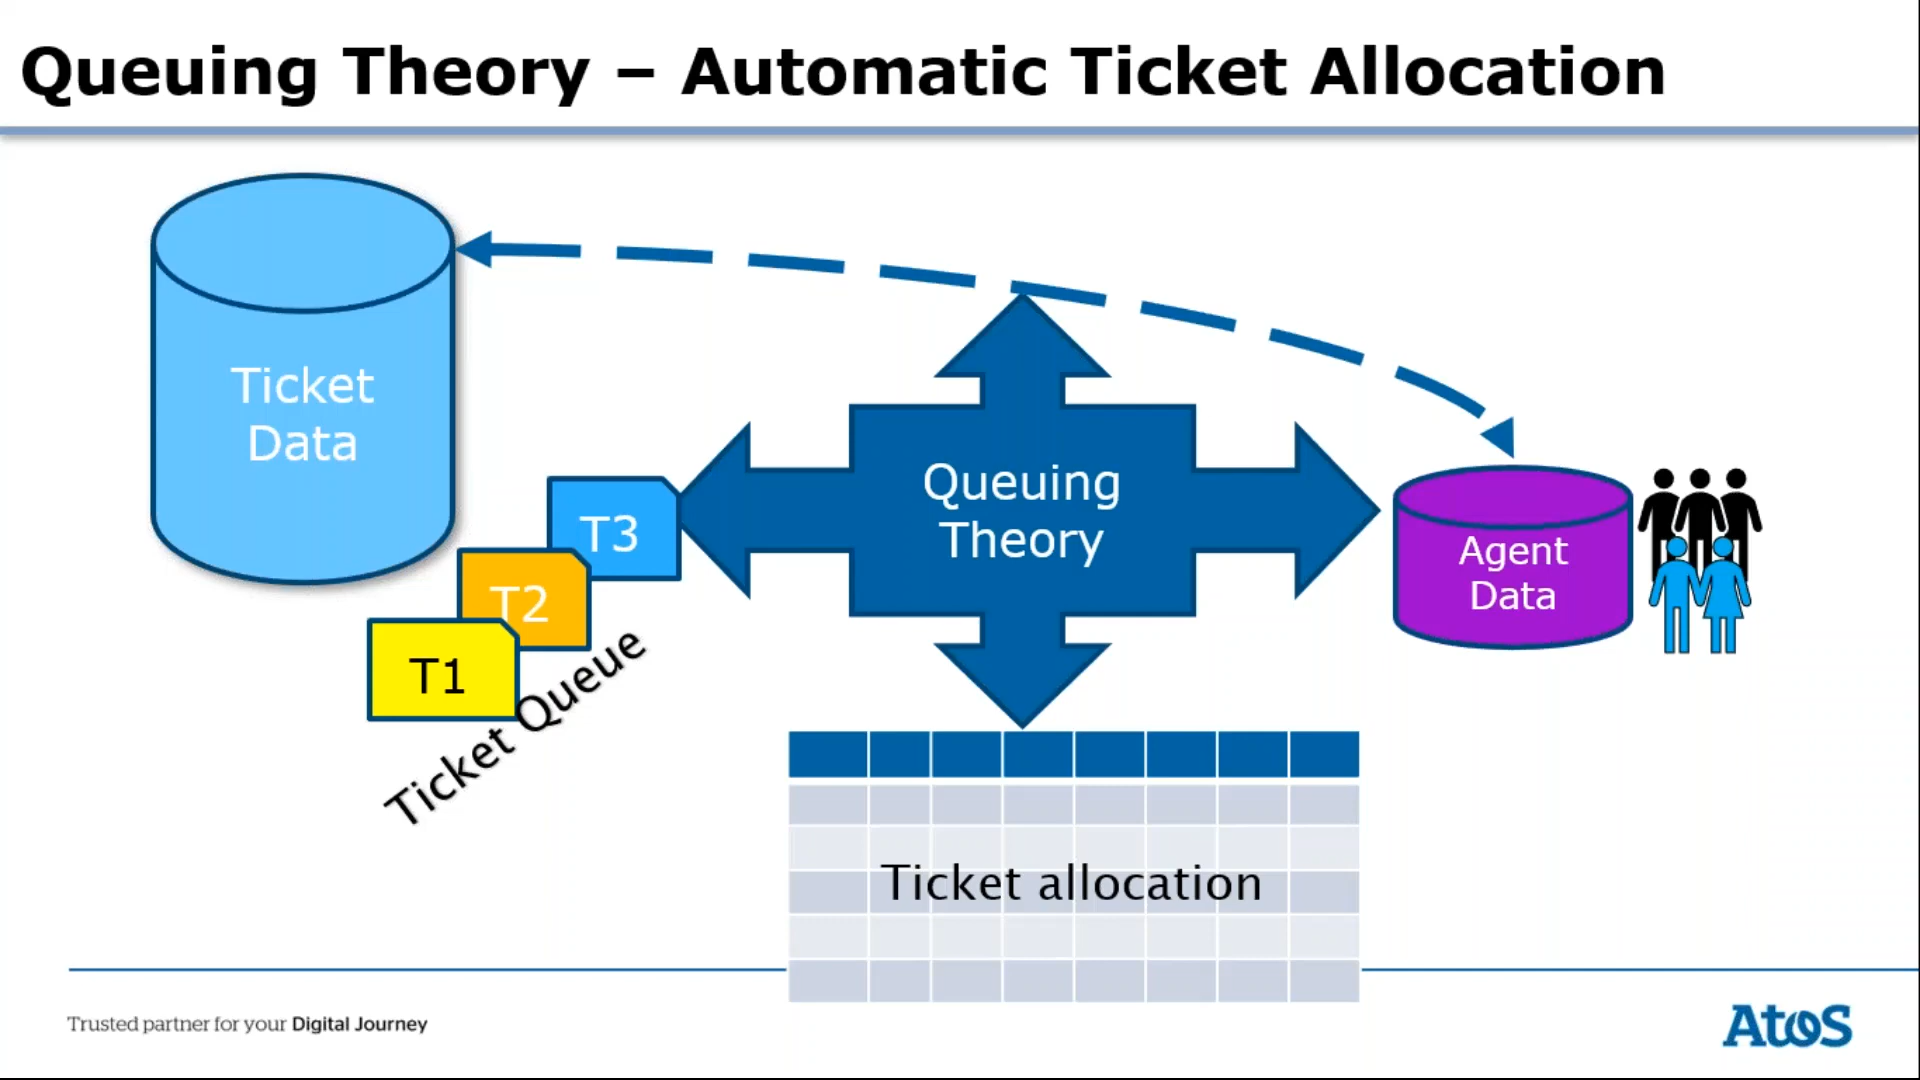 Queuing Theory – Automatic Ticket Allocation
Ticket
Data
T3
T2
T1
Ticket Queue
Queuing
Theory
Agent
Data
Ticket allocation
Trusted partner for your Digital Journey
Atos